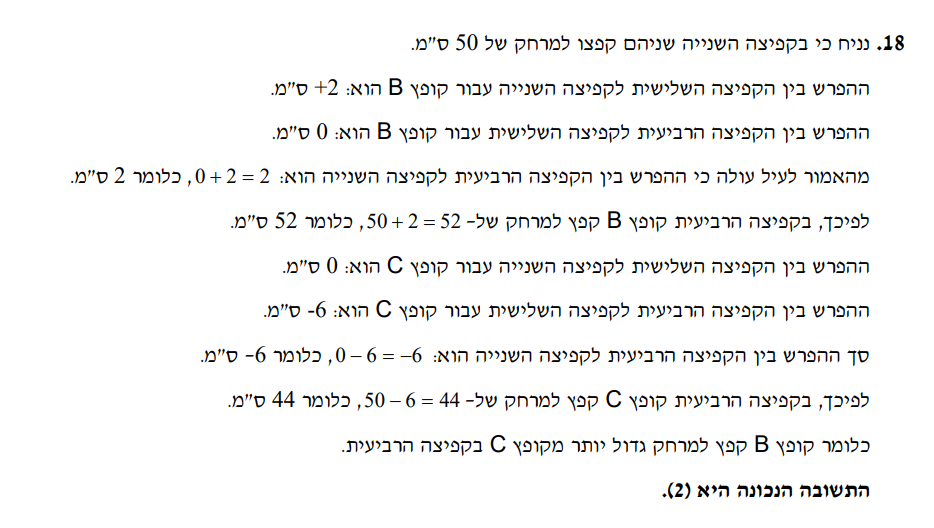 18. נניח כי בקפיצה השנייה שניהם קפצו למרחק של 50 ס"מ.
ההפרש בין הקפיצה השלישית לקפיצה השנייה עבור קופץ B הוא: 2+ ס"מ.
ההפרש בין הקפיצה הרביעית לקפיצה השלישית עבור קופץ B הוא: 0 ס"מ.
מהאמור לעיל עולה כי ההפרש בין הקפיצה הרביעית לקפיצה השנייה הוא: 0 + 2 = 2, כלומר 2 ס"מ.
לפיכך, בקפיצה הרביעית קופץ B קפץ למרחק של- 50 + 2 = 52, כלומר 52 ס"מ.
ההפרש בין הקפיצה השלישית לקפיצה השנייה עבור קופץ C הוא: 0 ס"מ.
ההפרש בין הקפיצה הרביעית לקפיצה השלישית עבור קופץ C הוא: 6- ס"מ.
סך ההפרש בין הקפיצה הרביעית לקפיצה השנייה הוא: 0 – 6 = –6, כלומר 6- ס"מ.
לפיכך, בקפיצה הרביעית קופץ C קפץ למרחק של- 50 – 6 = 44, כלומר 44 ס"מ.
כלומר קופץ B קפץ למרחק גדול יותר מקופץ C בקפיצה הרביעית.
התשובה הנכונה היא (2).